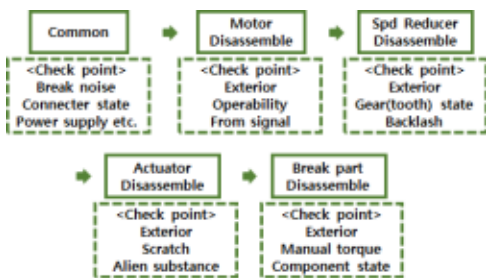 Common
<Check point>
Break noise
Connecter state
Power supply etc.
Motor
Disassemble
<Check point>
Exterior
Operability
From signal
Spd Reducer
Disassemble
<Check point>
Exterior
Gear(tooth) state
Backlash
Actuator
Disassemble
<Check point>
Exterior
Scratch
Alien substance
Break part
Disassemble
<Check point>
Exterior
Manual torque
Component state